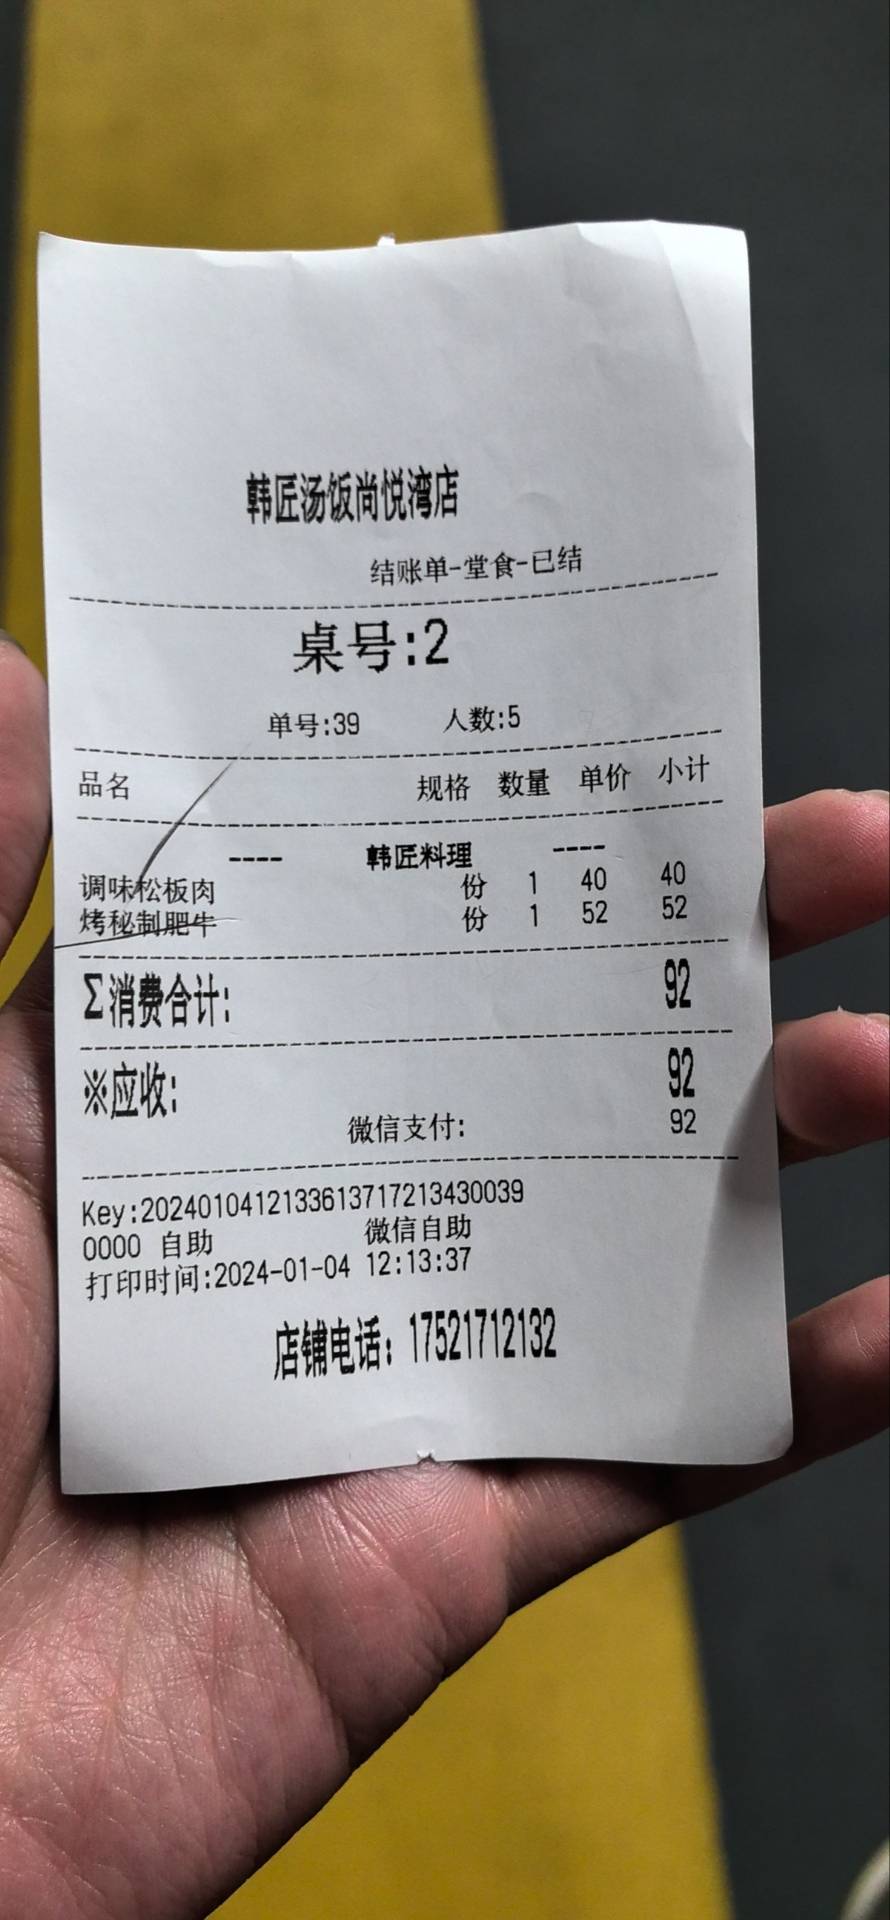 韩匠汤饭尚悦湾店
结账单-堂食-已结
桌号:2
单号:39 人数:5
品名 规格 数量 单价 小计
---- 韩匠料理 ----
调味松板肉 份 1 40 40
烤秘制肥牛 份 1 52 52
Σ消费合计: 92
※应收: 92
微信支付: 92
Key:20240104121336137172134300​39
0000 自助 微信自助
打印时间:2024-01-04 12:13:37
店铺电话：17521712132